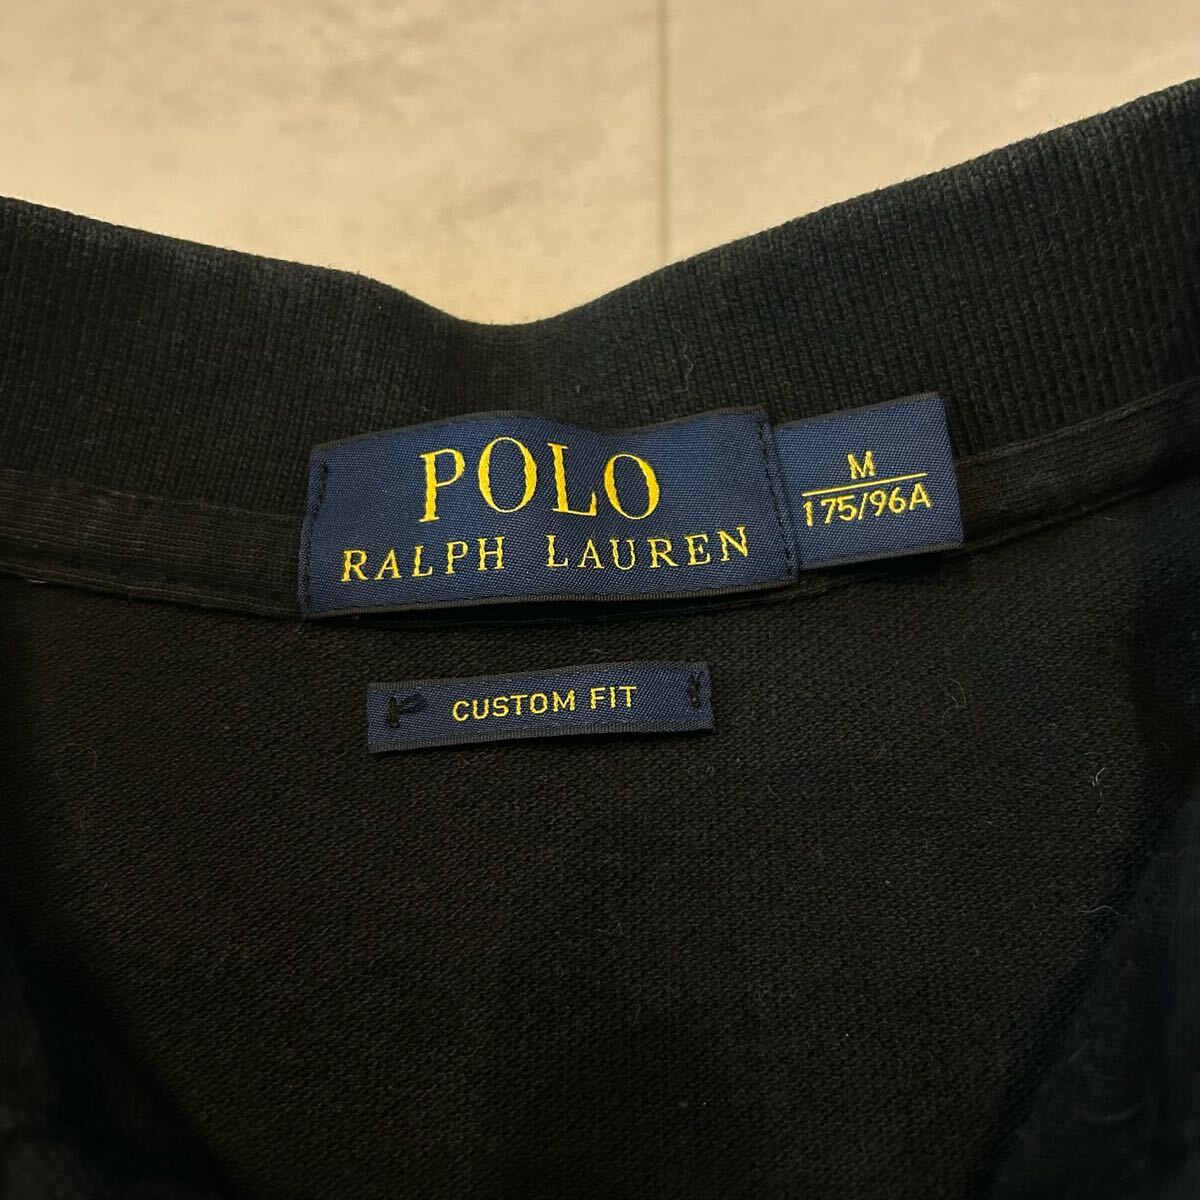 POLO
RALPH LAUREN
M
175/96A
CUSTOM FIT